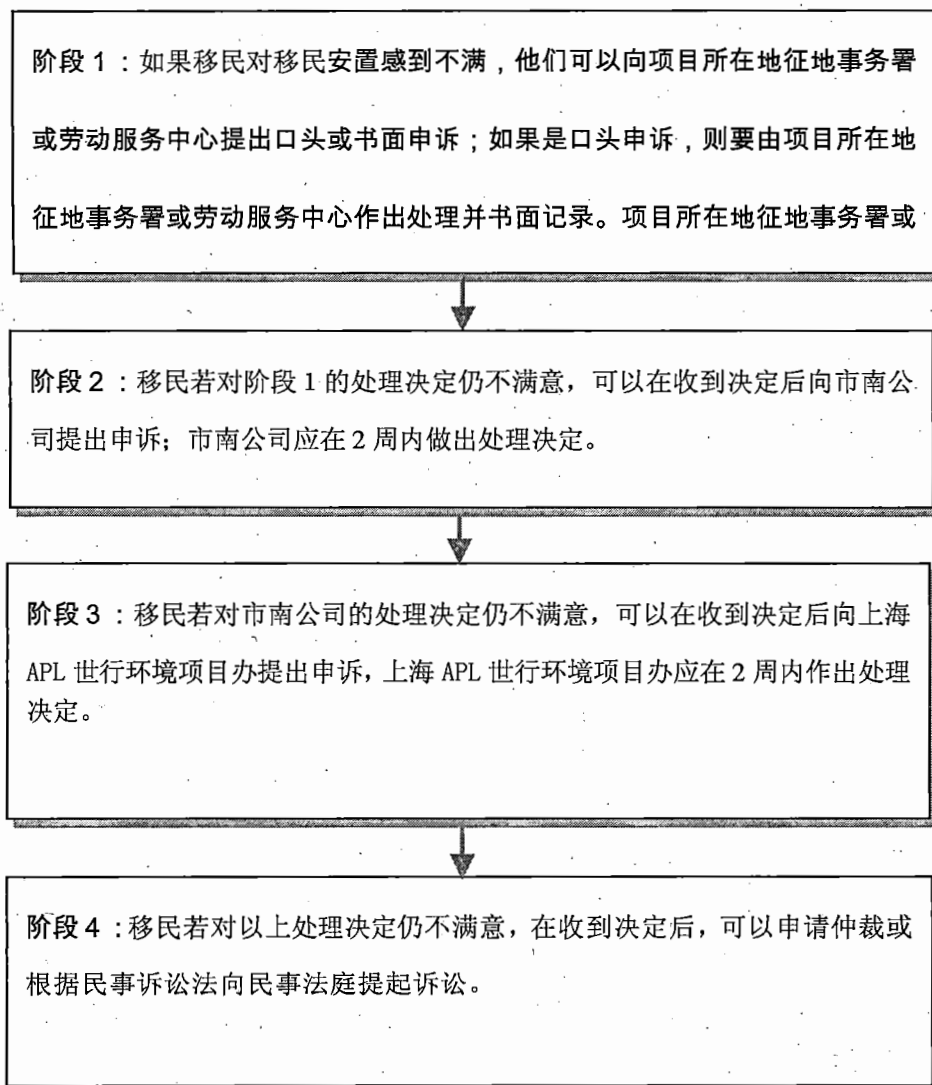 阶段 1：如果移民对移民安置感到不满，他们可以向项目所在地征地事务署
或劳动服务中心提出口头或书面申诉；如果是口头申诉，则要由项目所在地
征地事务署或劳动服务中心作出处理并书面记录。项目所在地征地事务署或
阶段 2：移民若对阶段 1 的处理决定仍不满意，可以在收到决定后向市南公
司提出申诉；市南公司应在 2 周内做出处理决定。
阶段 3：移民若对市南公司的处理决定仍不满意，可以在收到决定后向上海
APL 世行环境项目办提出申诉，上海 APL 世行环境项目办应在 2 周内作出处理
决定。
阶段 4：移民若对以上处理决定仍不满意，在收到决定后，可以申请仲裁或
根据民事诉讼法向民事法庭提起诉讼。